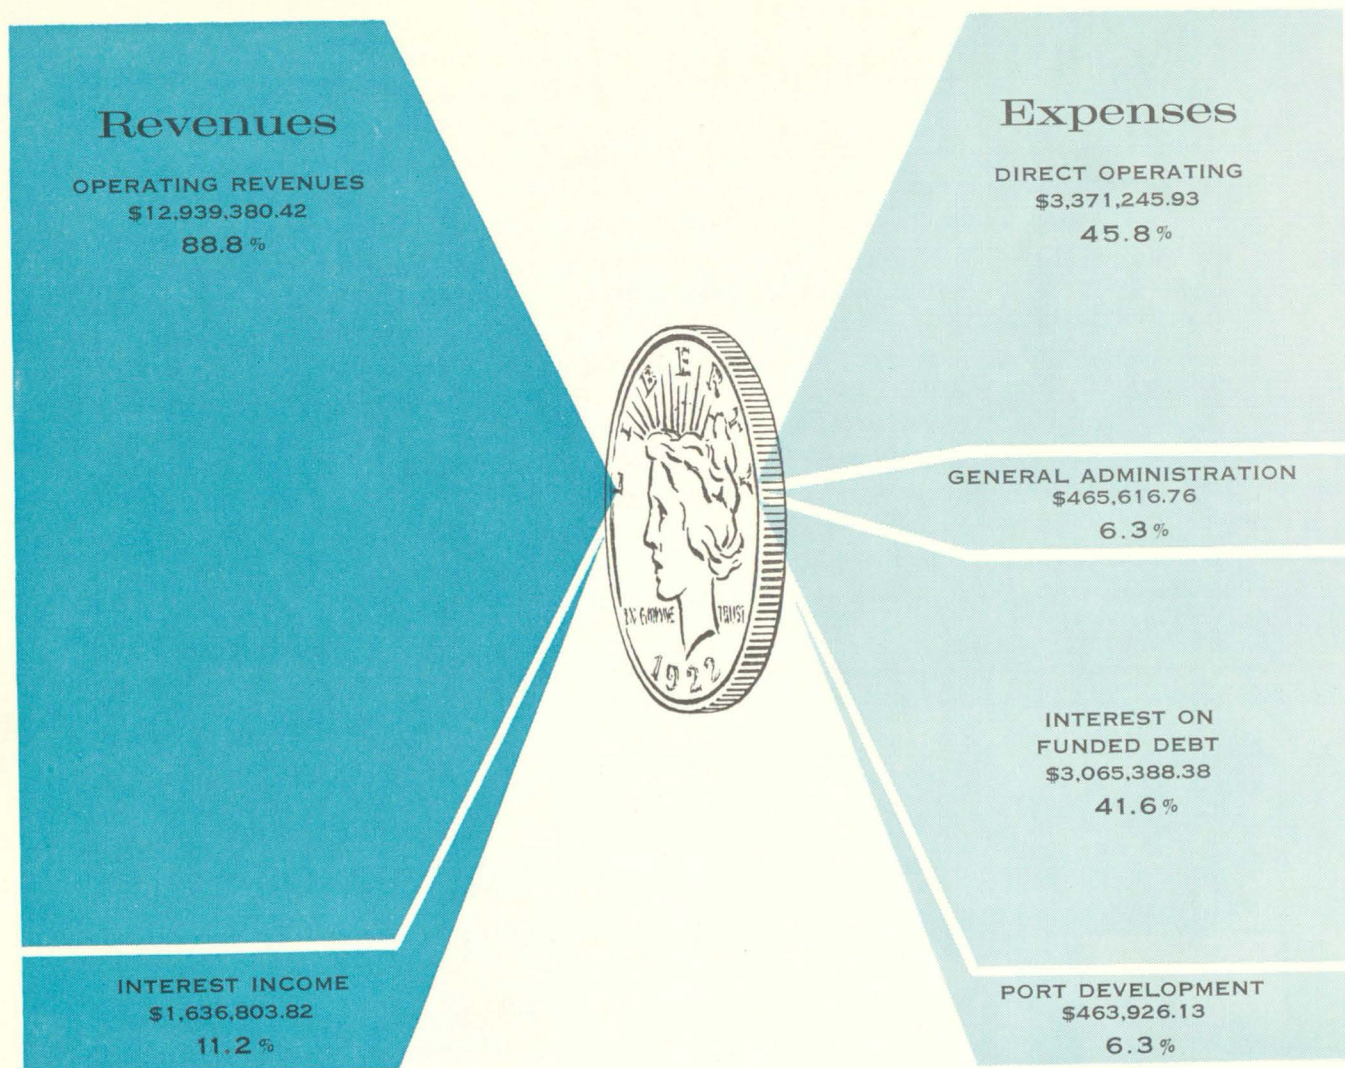 Revenues
OPERATING REVENUES
$12,939,380.42
88.8%
INTEREST INCOME
$1,636,803.82
11.2%
1922
TRUST
Expenses
DIRECT OPERATING
$3,371,245.93
45.8%
GENERAL ADMINISTRATION
$465,616.76
6.3%
INTEREST ON
FUNDED DEBT
$3,065,388.38
41.6%
PORT DEVELOPMENT
$463,926.13
6.3%